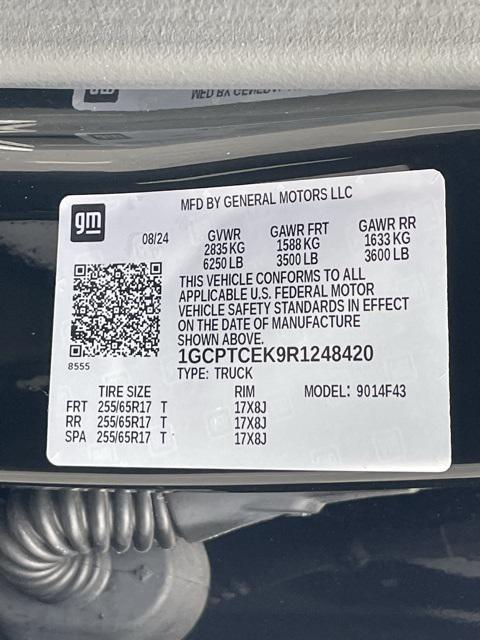 MFD BY GENERAL MOTORS LLC
gm
08/24
GVWR GAWR FRT GAWR RR
2835 KG 1588 KG 1633 KG
6250 LB 3500 LB 3600 LB
THIS VEHICLE CONFORMS TO ALL
APPLICABLE U.S. FEDERAL MOTOR
VEHICLE SAFETY STANDARDS IN EFFECT
ON THE DATE OF MANUFACTURE
SHOWN ABOVE.
8555
1GCPTCEK9R1248420
TYPE: TRUCK
TIRE SIZE RIM MODEL: 9014F43
FRT 255/65R17 T 17X8J
RR 255/65R17 T 17X8J
SPA 255/65R17 T 17X8J